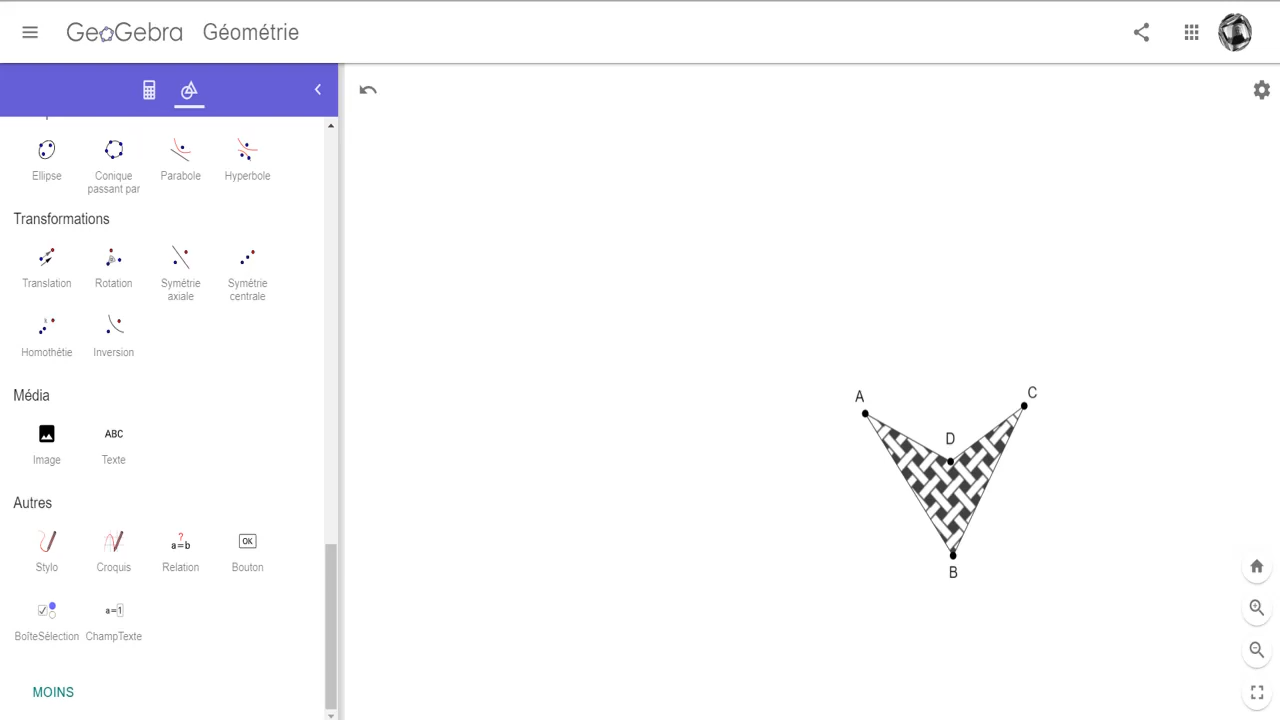 GeoGebra Géométrie
Ellipse
Conique
passant par
Parabole
Hyperbole
Transformations
Translation
Rotation
Symétrie
axiale
Symétrie
centrale
Homothétie
Inversion
Média
Image
ABC
Texte
Autres
Stylo
Croquis
?
a=b
Relation
OK
Bouton
BoîteSélection
a=1
ChampTexte
MOINS
A
C
D
B